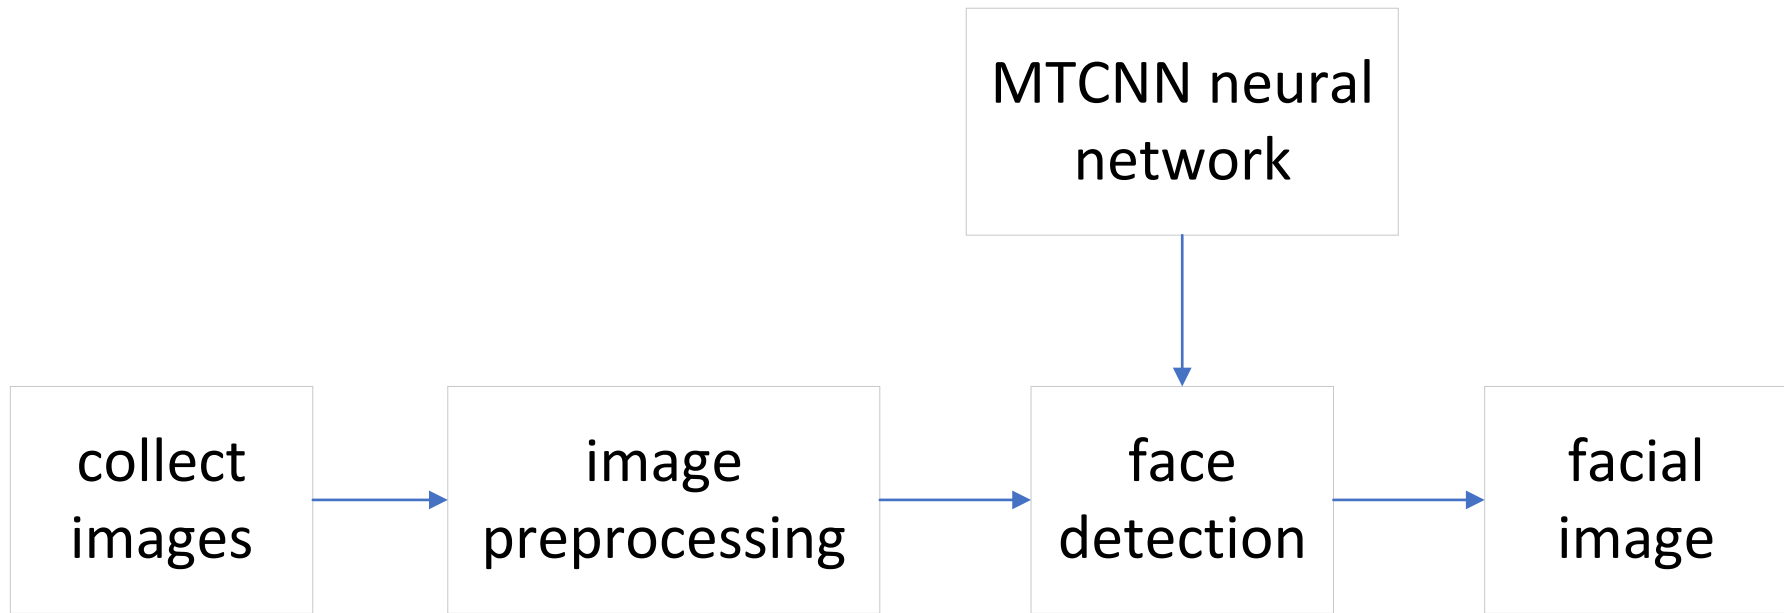 MTCNN neural
network
collect
images
image
preprocessing
face
detection
facial
image